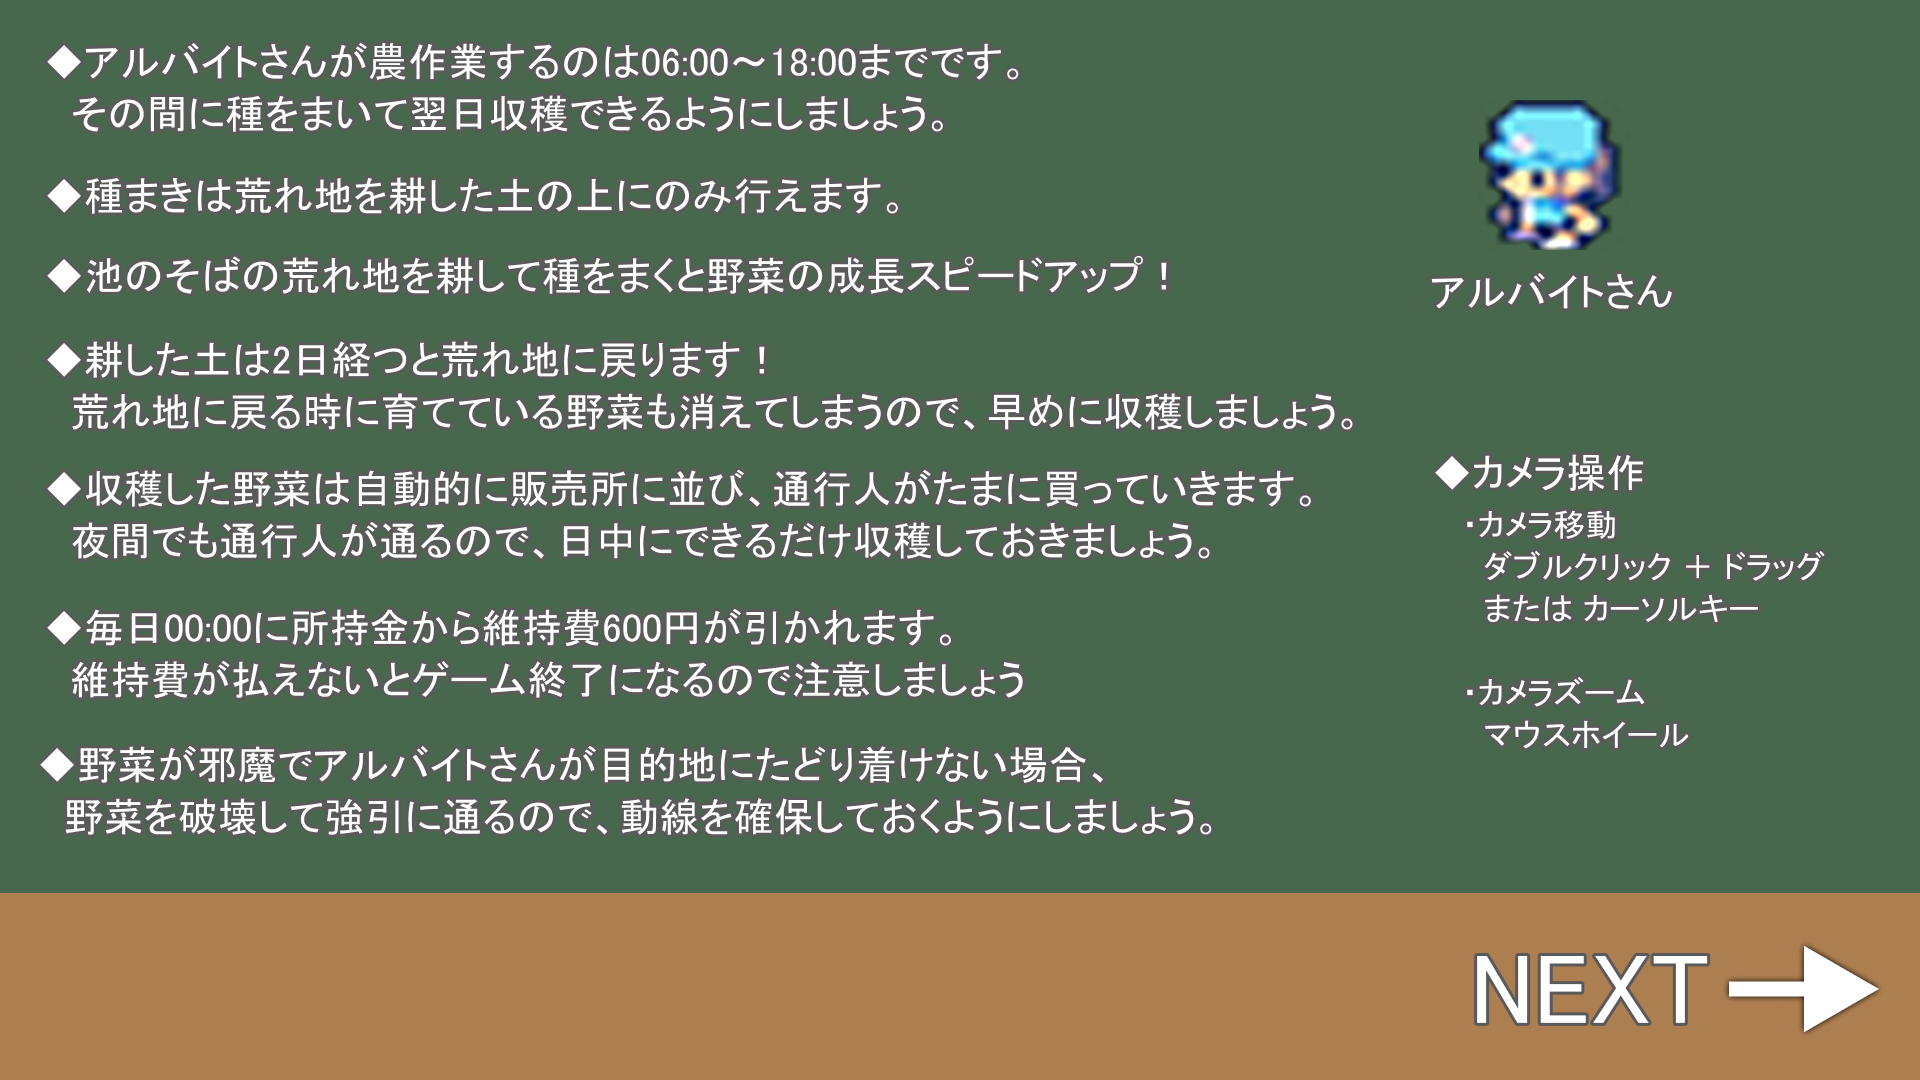 ◆アルバイトさんが農作業するのは06:00～18:00までです。
その間に種をまいて翌日収穫できるようにしましょう。
◆種まきは荒れ地を耕した土の上にのみ行えます。
◆池のそばの荒れ地を耕して種をまくと野菜の成長スピードアップ！
◆耕した土は2日経つと荒れ地に戻ります！
荒れ地に戻る時に育てている野菜も消えてしまうので、早めに収穫しましょう。
◆収穫した野菜は自動的に販売所に並び、通行人がたまに買っていきます。
夜間でも通行人が通るので、日中にできるだけ収穫しておきましょう。
◆毎日00:00に所持金から維持費600円が引かれます。
維持費が払えないとゲーム終了になるので注意しましょう
◆野菜が邪魔でアルバイトさんが目的地にたどり着けない場合、
野菜を破壊して強引に通るので、動線を確保しておくようにしましょう。
アルバイトさん
◆カメラ操作
・カメラ移動
ダブルクリック ＋ ドラッグ
または カーソルキー
・カメラズーム
マウスホイール
NEXT